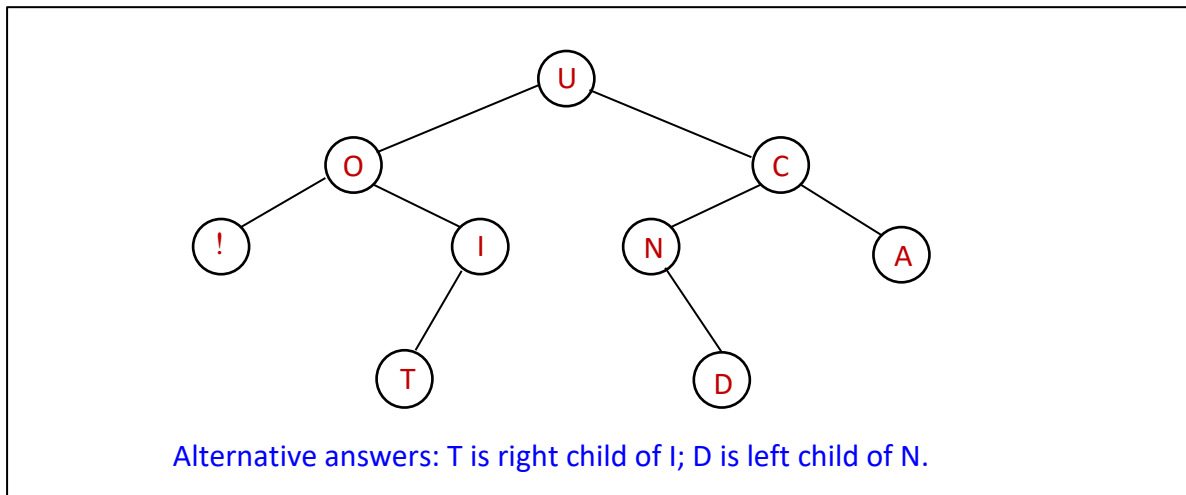 U
O C
! I N A
T D
Alternative answers: T is right child of I; D is left child of N.